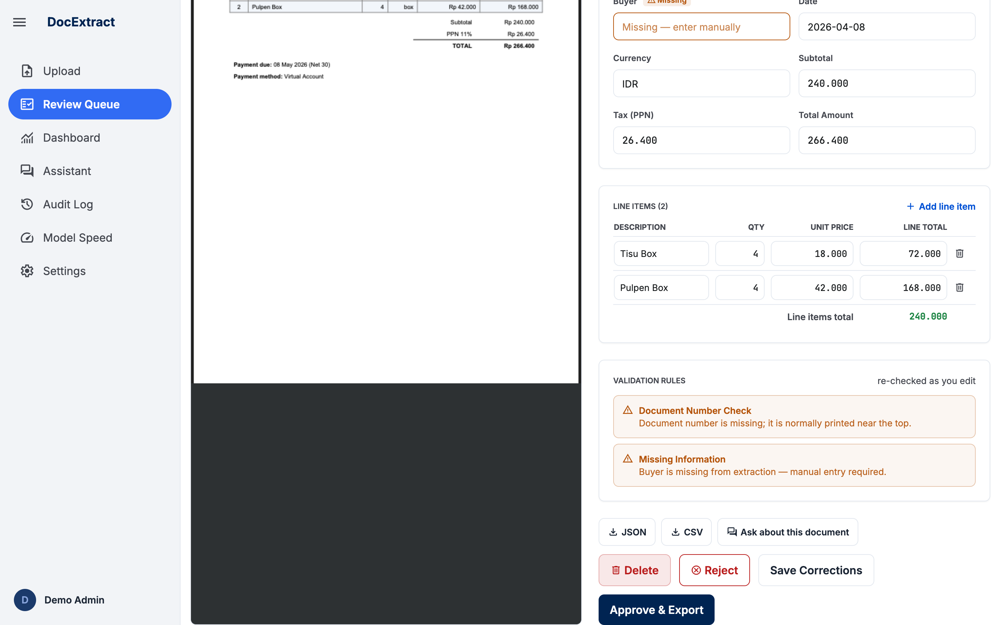 DocExtract
Upload
Review Queue
Dashboard
Assistant
Audit Log
Model Speed
Settings
D Demo Admin
2 Pulpen Box 4 box Rp 42.000 Rp 168.000
Subtotal Rp 240.000
PPN 11% Rp 26.400
TOTAL Rp 266.400
Payment due: 08 May 2026 (Net 30)
Payment method: Virtual Account
Buyer Missing
Missing — enter manually
Date
2026-04-08
Currency
IDR
Subtotal
240.000
Tax (PPN)
26.400
Total Amount
266.400
LINE ITEMS (2) + Add line item
DESCRIPTION QTY UNIT PRICE LINE TOTAL
Tisu Box 4 18.000 72.000
Pulpen Box 4 42.000 168.000
Line items total 240.000
VALIDATION RULES re-checked as you edit
Document Number Check
Document number is missing; it is normally printed near the top.
Missing Information
Buyer is missing from extraction — manual entry required.
JSON CSV Ask about this document
Delete Reject Save Corrections
Approve & Export